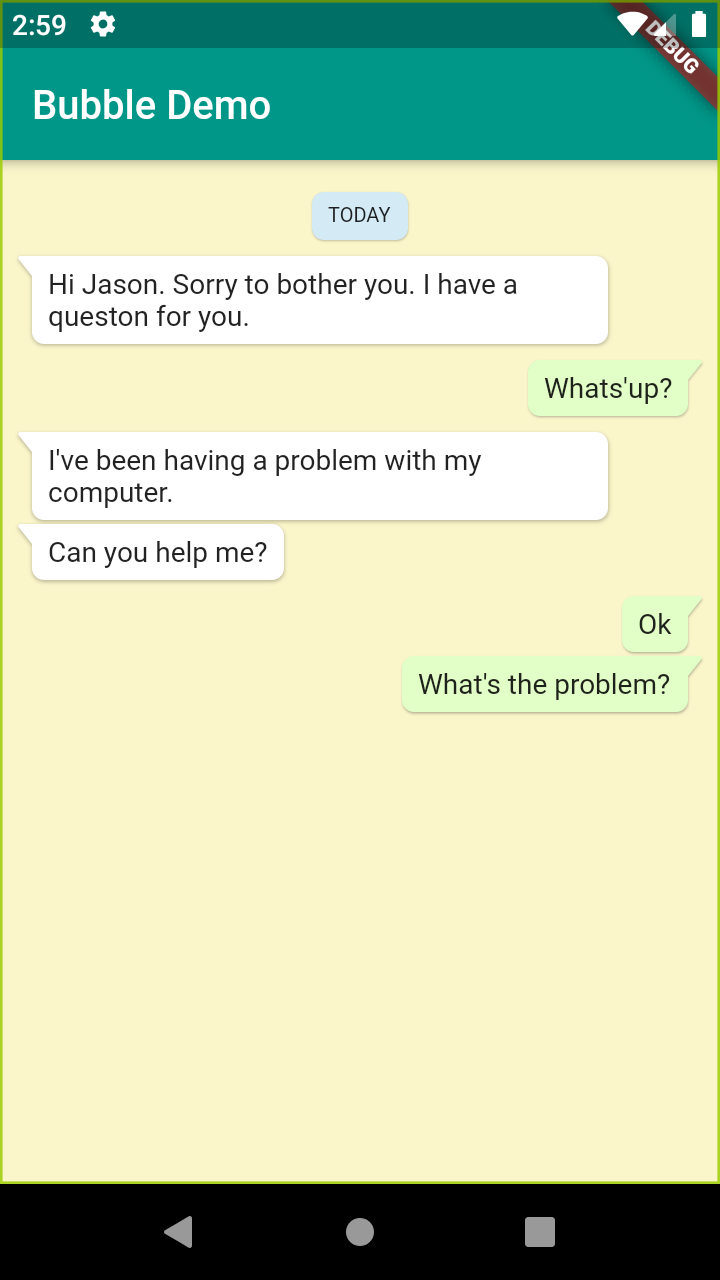 2:59
DEBUG
Bubble Demo
TODAY
Hi Jason. Sorry to bother you. I have a
queston for you.
Whats'up?
I've been having a problem with my
computer.
Can you help me?
Ok
What's the problem?